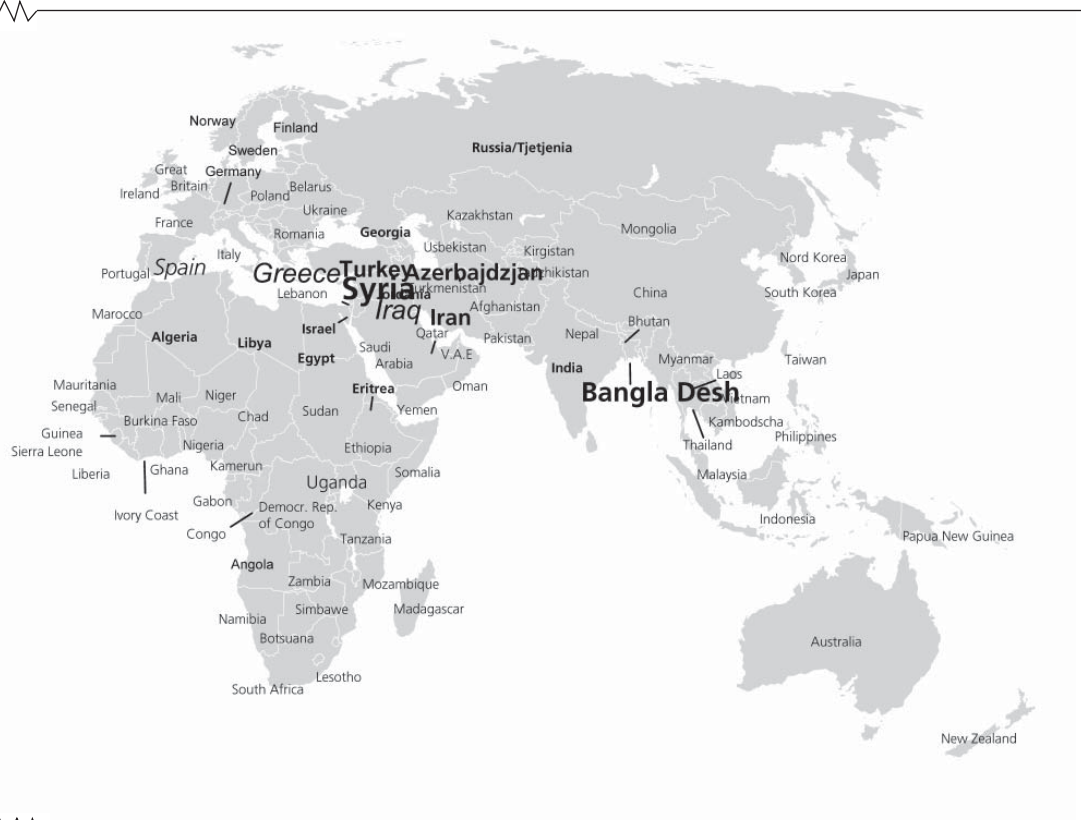 Norway
Finland
Sweden
Russia/Tjetjenia
Great
Britain
Germany
Ireland
Poland
Belarus
Ukraine
France
Romania
Georgia
Kazakhstan
Mongolia
Usbekistan
Kirgistan
Italy
Portugal
Spain
Greece
Turkey
Azerbajdzjan
Nord Korea
Japan
Lebanon
Syria
Turkmenistan
China
South Korea
Marocco
Iraq
Iran
Afghanistan
Algeria
Libya
Israel
Qatar
Pakistan
Nepal
Bhutan
Egypt
Saudi
Arabia
V.A.E
India
Myanmar
Taiwan
Laos
Mauritania
Mali
Niger
Eritrea
Oman
Bangla Desh
Vietnam
Senegal
Burkina Faso
Chad
Sudan
Yemen
Kambodscha
Guinea
Sierra Leone
Nigeria
Ethiopia
Thailand
Philippines
Liberia
Ghana
Kamerun
Uganda
Somalia
Malaysia
Ivory Coast
Gabon
Democr. Rep.
of Congo
Kenya
Congo
Indonesia
Tanzania
Papua New Guinea
Angola
Zambia
Mozambique
Simbawe
Madagascar
Namibia
Botsuana
Australia
Lesotho
South Africa
New Zealand